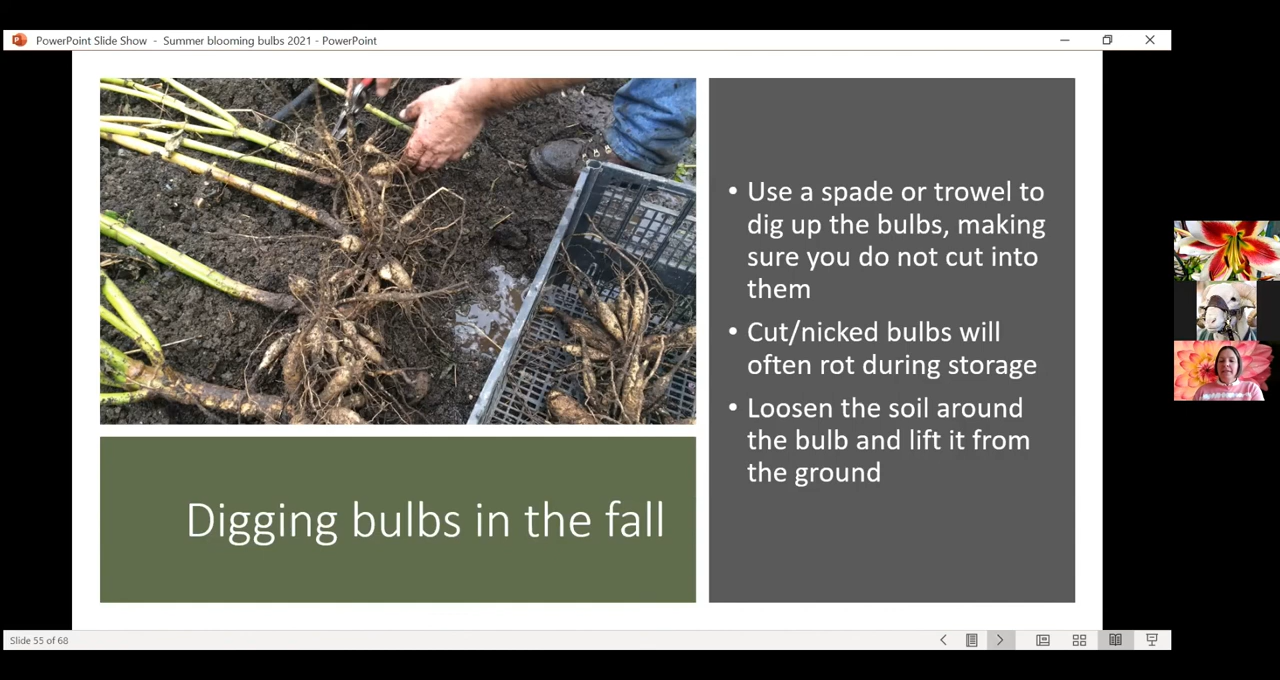 PowerPoint Slide Show - Summer blooming bulbs 2021 - PowerPoint
• Use a spade or trowel to
dig up the bulbs, making
sure you do not cut into
them
• Cut/nicked bulbs will
often rot during storage
• Loosen the soil around
the bulb and lift it from
the ground
Digging bulbs in the fall
Slide 55 of 68